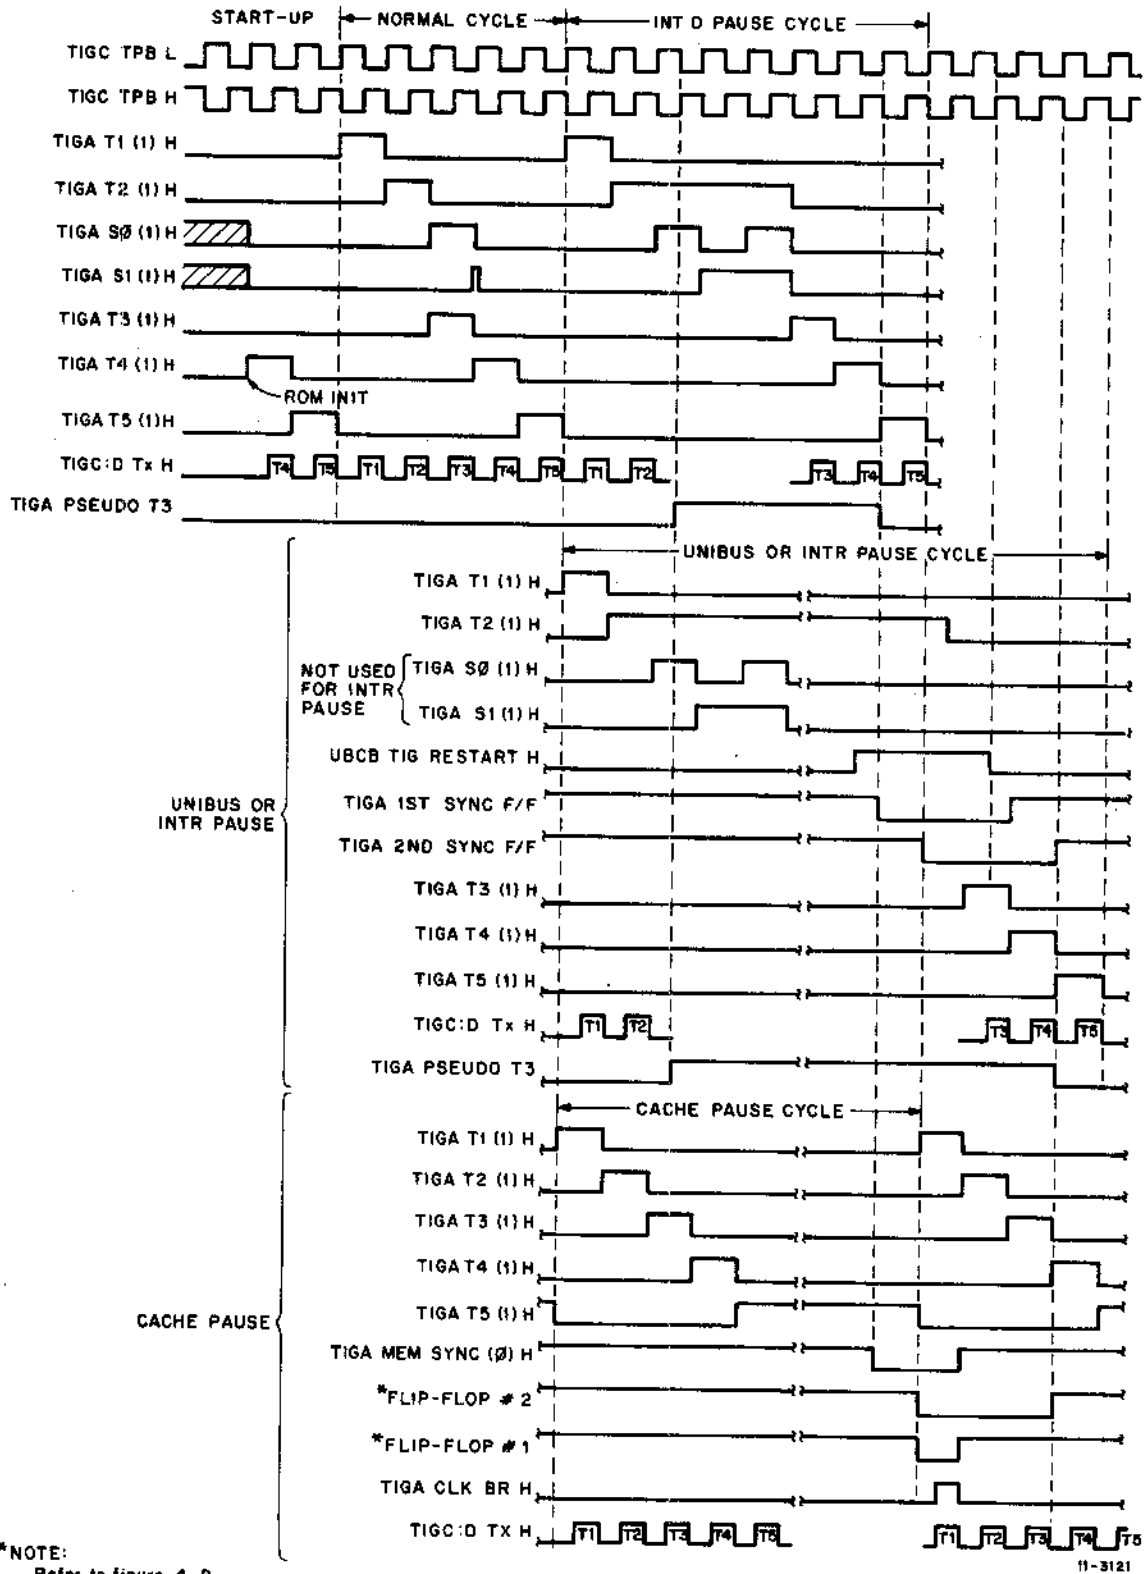 START-UP NORMAL CYCLE INT D PAUSE CYCLE
TIGC TPB L
TIGC TPB H
TIGA T1 (1) H
TIGA T2 (1) H
TIGA SØ (1) H
TIGA S1 (1) H
TIGA T3 (1) H
TIGA T4 (1) H
ROM INIT
TIGA T5 (1) H
TIGC:D Tx H T4 T5 T1 T2 T3 T4 T5 T1 T2 T3 T4 T5
TIGA PSEUDO T3
UNIBUS OR INTR PAUSE CYCLE
TIGA T1 (1) H
TIGA T2 (1) H
NOT USED
FOR INTR
PAUSE
TIGA SØ (1) H
TIGA S1 (1) H
UBCB TIG RESTART H
UNIBUS OR
INTR PAUSE
TIGA 1ST SYNC F/F
TIGA 2ND SYNC F/F
TIGA T3 (1) H
TIGA T4 (1) H
TIGA T5 (1) H
TIGC:D Tx H T1 T2 T3 T4 T5
TIGA PSEUDO T3
CACHE PAUSE CYCLE
TIGA T1 (1) H
TIGA T2 (1) H
TIGA T3 (1) H
TIGA T4 (1) H
CACHE PAUSE
TIGA T5 (1) H
TIGA MEM SYNC (Ø) H
*FLIP-FLOP # 2
*FLIP-FLOP # 1
TIGA CLK BR H
TIGC:D TX H T1 T2 T3 T4 T5 T1 T2 T3 T4 T5
*NOTE:
Refer to figure
11-3121